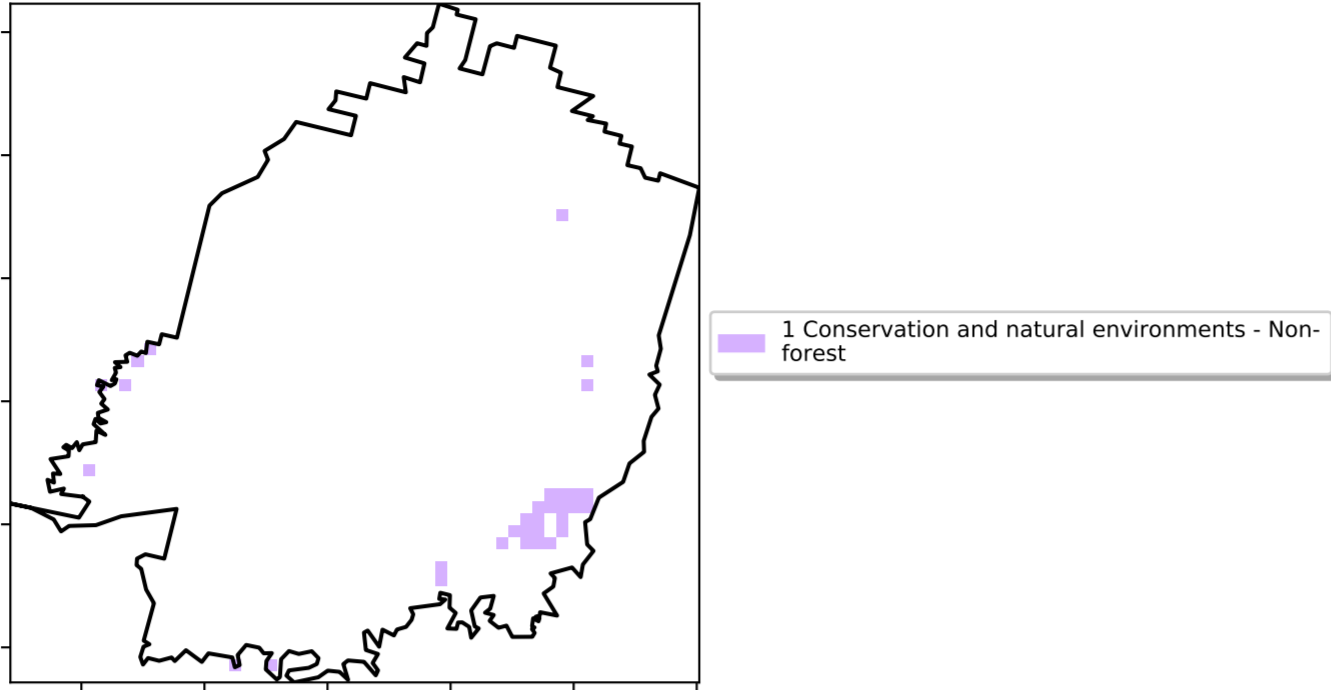 1 Conservation and natural environments - Non-
forest